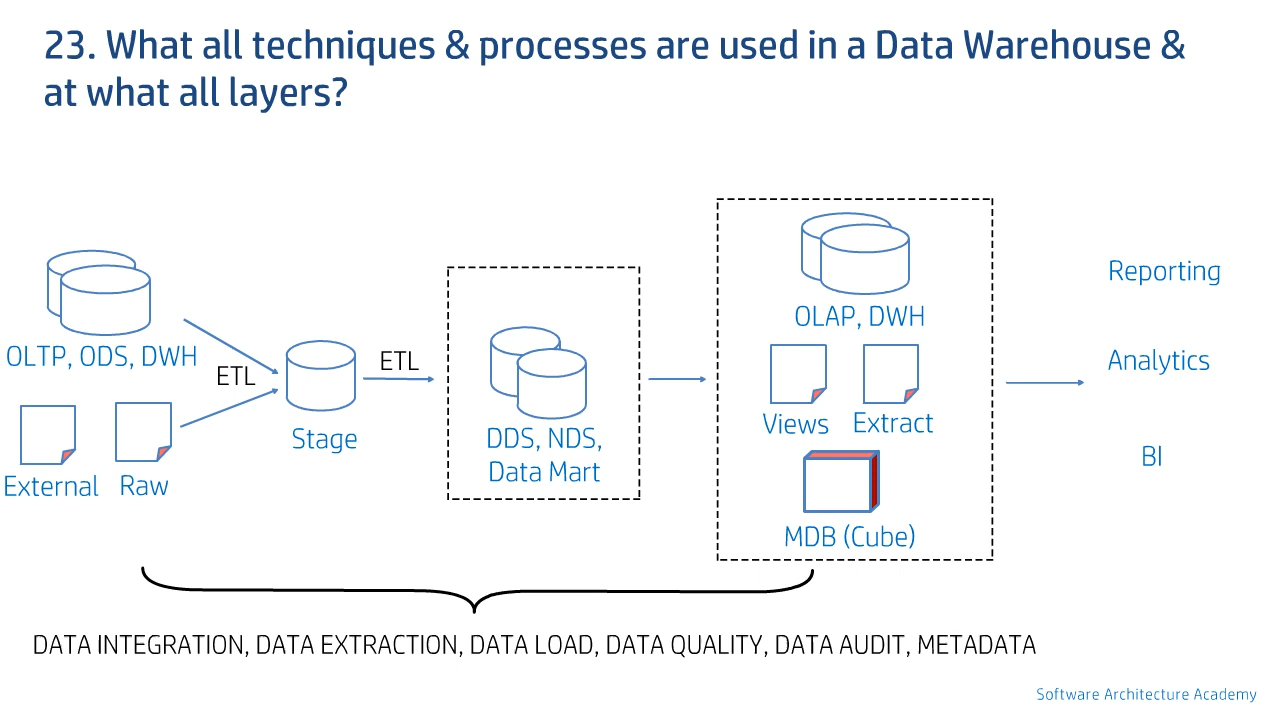 23. What all techniques & processes are used in a Data Warehouse &
at what all layers?
OLTP, ODS, DWH
External
Raw
ETL
Stage
ETL
DDS, NDS,
Data Mart
OLAP, DWH
Views
Extract
MDB (Cube)
Reporting
Analytics
BI
DATA INTEGRATION, DATA EXTRACTION, DATA LOAD, DATA QUALITY, DATA AUDIT, METADATA
Software Architecture Academy